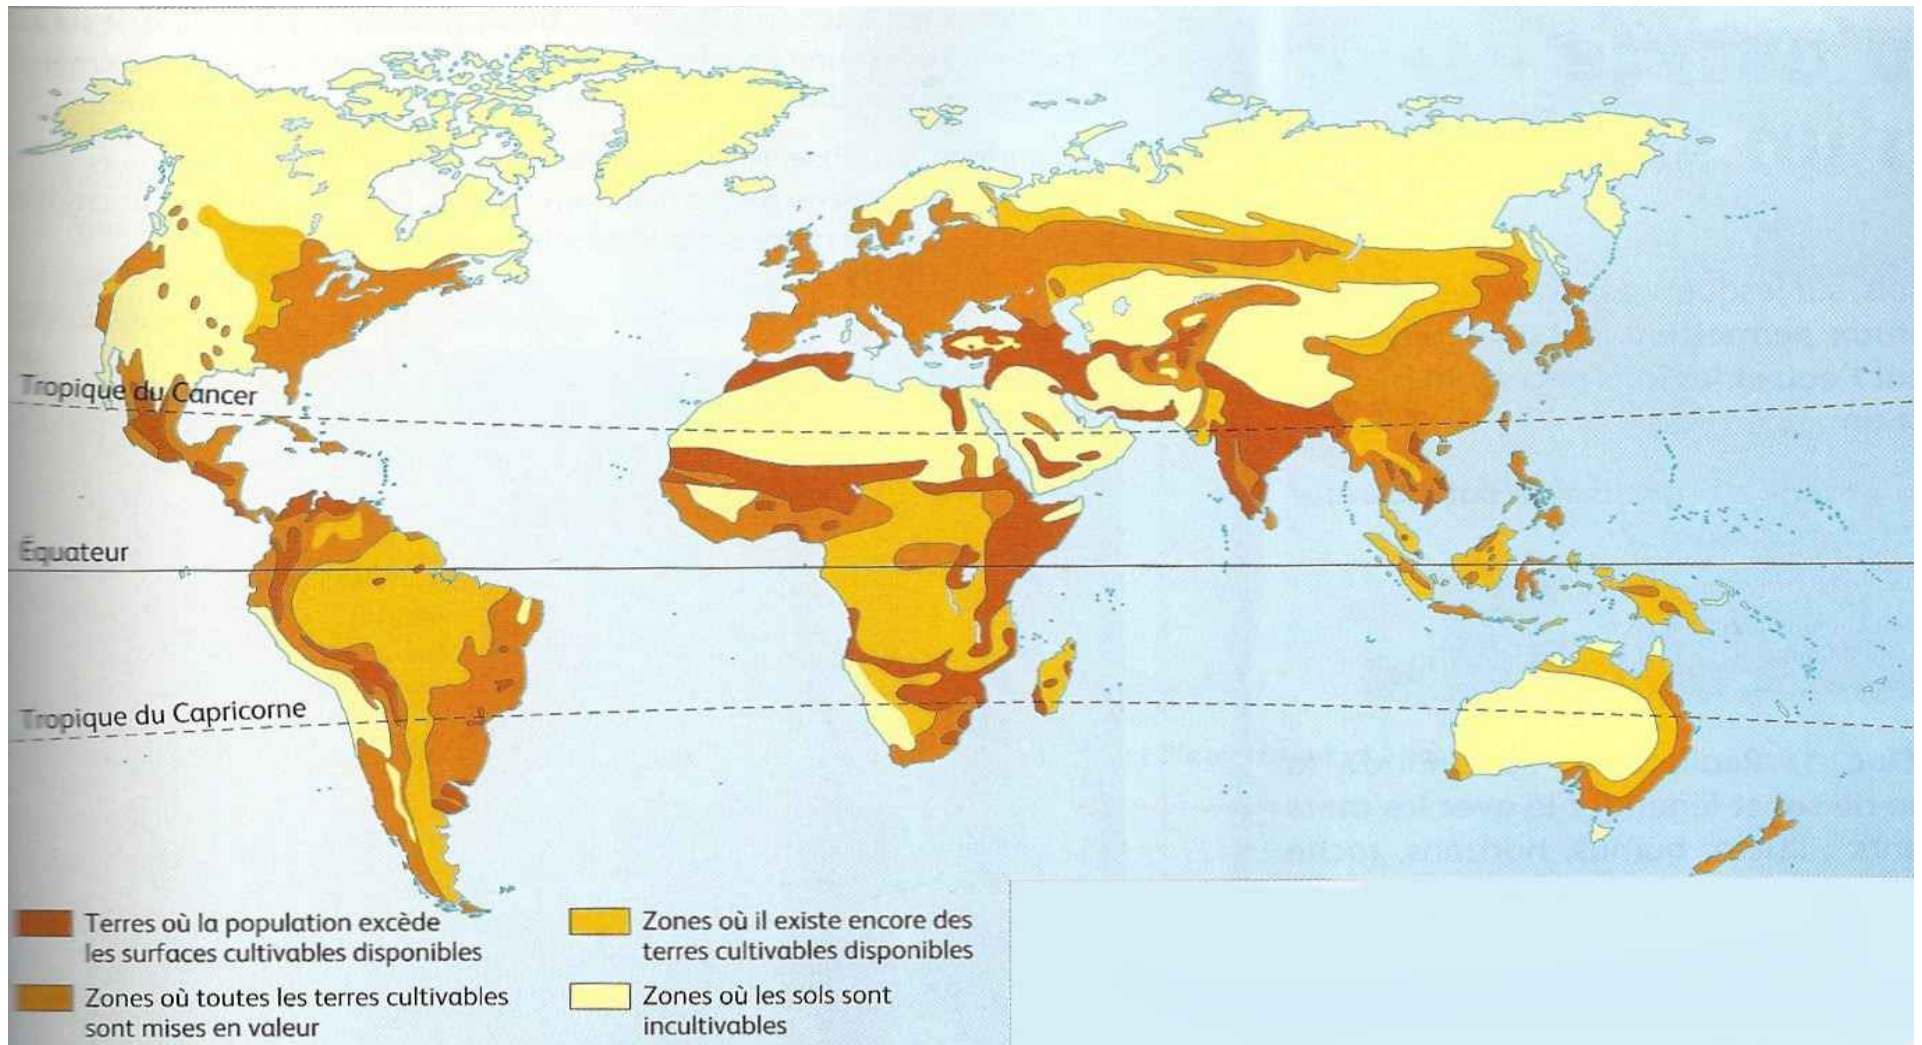 Tropique du Cancer
Équateur
Tropique du Capricorne
Terres où la population excède
les surfaces cultivables disponibles
Zones où toutes les terres cultivables
sont mises en valeur
Zones où il existe encore des
terres cultivables disponibles
Zones où les sols sont
incultivables